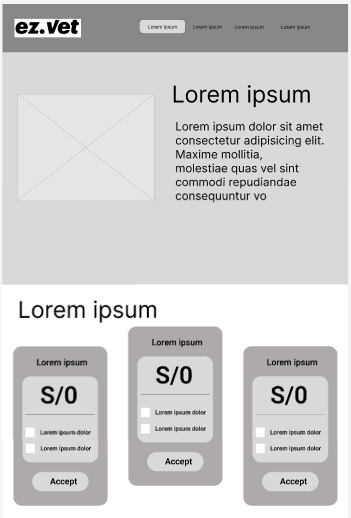 ez.vet
Lorem ipsum Lorem ipsum Lorem ipsum Lorem ipsum
Lorem ipsum
Lorem ipsum dolor sit amet
consectetur adipisicing elit.
Maxime mollitia,
molestiae quas vel sint
commodi repudiandae
consequuntur vo
Lorem ipsum
Lorem ipsum
S/0
Lorem ipsum dolor
Lorem ipsum dolor
Accept
Lorem ipsum
S/0
Lorem ipsum dolor
Lorem ipsum dolor
Accept
Lorem ipsum
S/0
Lorem ipsum dolor
Lorem ipsum dolor
Accept